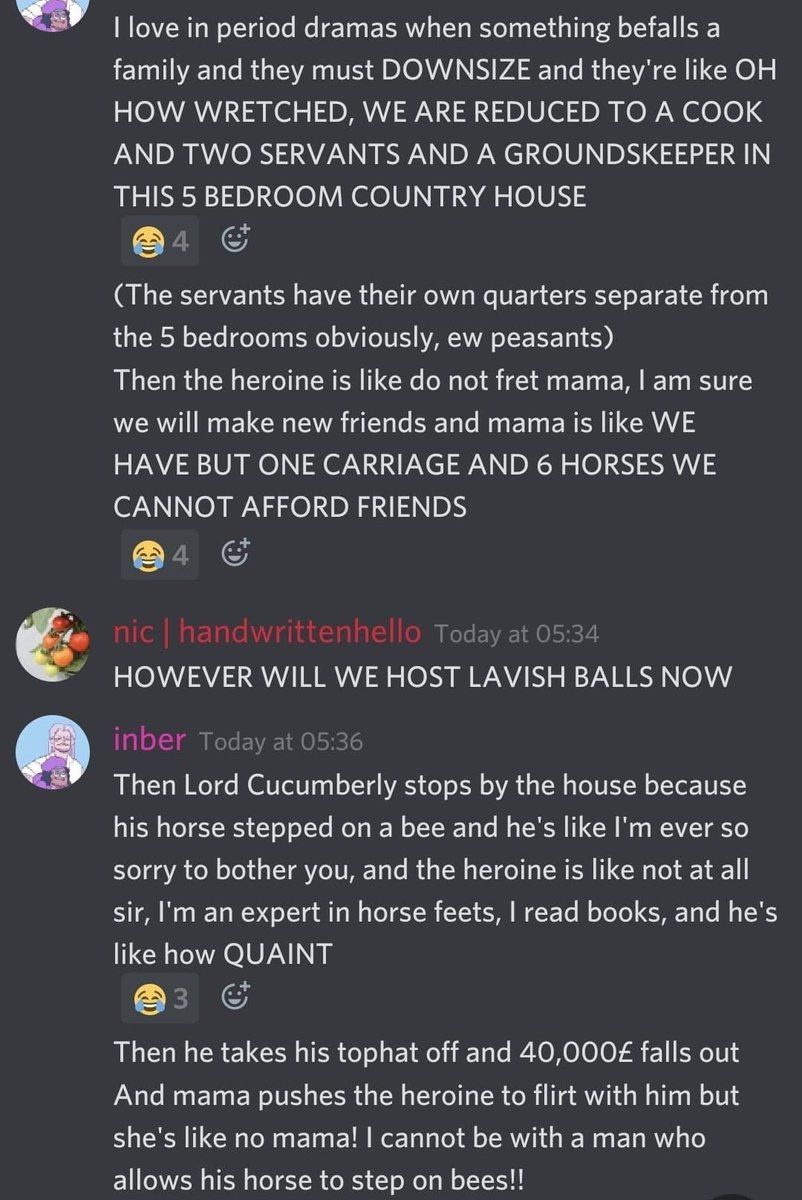 I love in period dramas when something befalls a
family and they must DOWNSIZE and they're like OH
HOW WRETCHED, WE ARE REDUCED TO A COOK
AND TWO SERVANTS AND A GROUNDSKEEPER IN
THIS 5 BEDROOM COUNTRY HOUSE
😂 4
(The servants have their own quarters separate from
the 5 bedrooms obviously, ew peasants)
Then the heroine is like do not fret mama, I am sure
we will make new friends and mama is like WE
HAVE BUT ONE CARRIAGE AND 6 HORSES WE
CANNOT AFFORD FRIENDS
😂 4
nic | handwrittenhello Today at 05:34
HOWEVER WILL WE HOST LAVISH BALLS NOW
inber Today at 05:36
Then Lord Cucumberly stops by the house because
his horse stepped on a bee and he's like I'm ever so
sorry to bother you, and the heroine is like not at all
sir, I'm an expert in horse feets, I read books, and he's
like how QUAINT
😂 3
Then he takes his tophat off and 40,000£ falls out
And mama pushes the heroine to flirt with him but
she's like no mama! I cannot be with a man who
allows his horse to step on bees!!